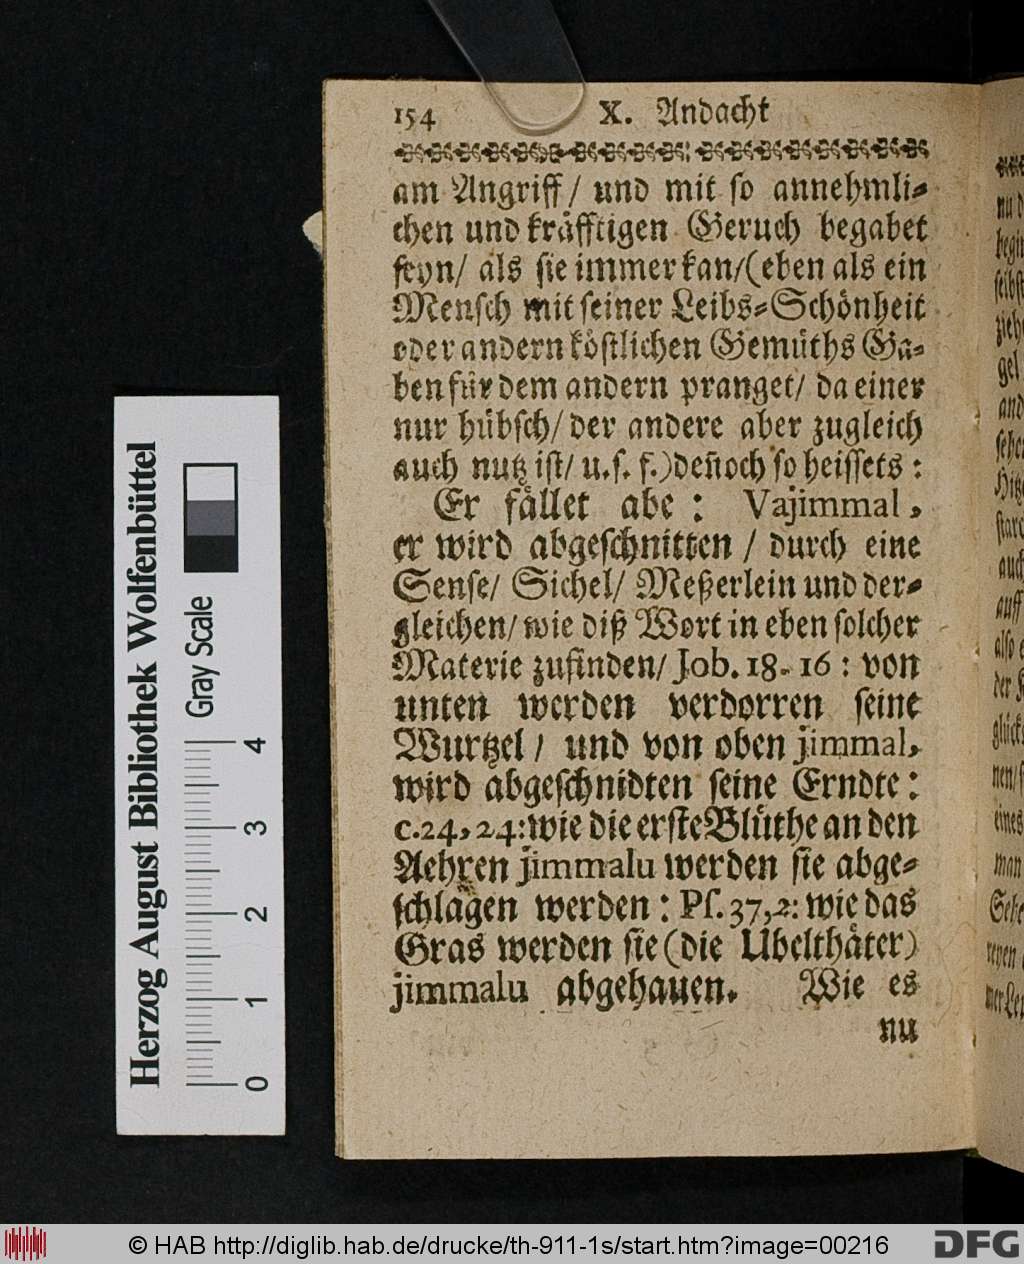 154 X. Andacht
am Angriff / und mit so annehmli-
chen und kräfftigen Geruch begabet
seyn / als sie immer kan / (eben als ein
Mensch mit seiner Leibs-Schönheit
oder andern köstlichen Gemüths Ga-
ben für dem andern pranget / da einer
nur hübsch / der andere aber zugleich
auch nutz ist / u. s. f.) deñoch so heissets :
Er fället abe : Vajimmal,
er wird abgeschnitten / durch eine
Sense / Sichel / Meßerlein und der-
gleichen / wie diß Wort in eben solcher
Materie zufinden / Job. 18. 16 : von
unten werden verdorren seine
Wurtzel / und von oben jimmal,
wird abgeschnidten seine Erndte :
c. 24, 24: wie die erste Blüthe an den
Aehren jimmalu werden sie abge-
schlagen werden : Ps. 37, 2: wie das
Gras werden sie (die Ubelthäter)
jimmalu abgehauen. Wie es
nu
Herzog August Bibliothek Wolfenbüttel
Gray Scale
0 1 2 3 4
© HAB http://diglib.hab.de/drucke/th-911-1s/start.htm?image=00216
DFG